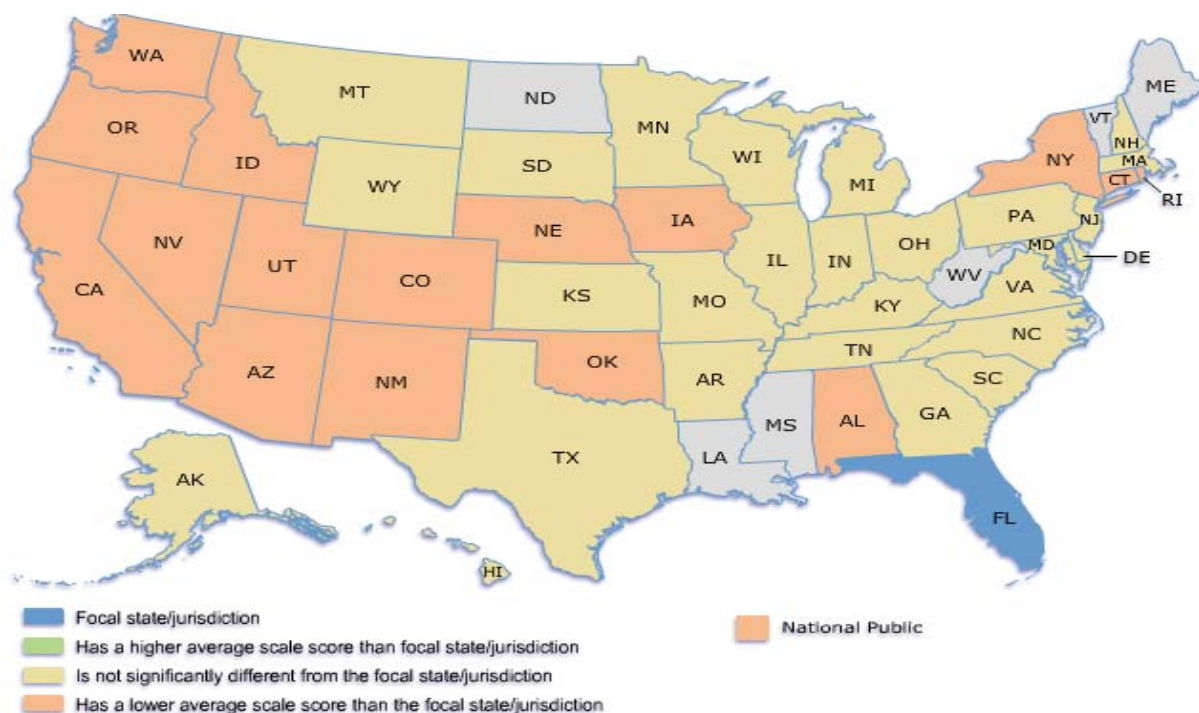 WA
OR
CA
NV
ID
MT
WY
UT
CO
AZ
NM
ND
SD
NE
KS
OK
TX
MN
IA
MO
AR
LA
WI
IL
MI
IN
OH
KY
TN
MS
AL
GA
FL
SC
NC
VA
WV
PA
NY
VT
NH
ME
MA
CT
RI
NJ
MD
DE
AK
HI
Focal state/jurisdiction
Has a higher average scale score than focal state/jurisdiction
Is not significantly different from the focal state/jurisdiction
Has a lower average scale score than the focal state/jurisdiction
National Public